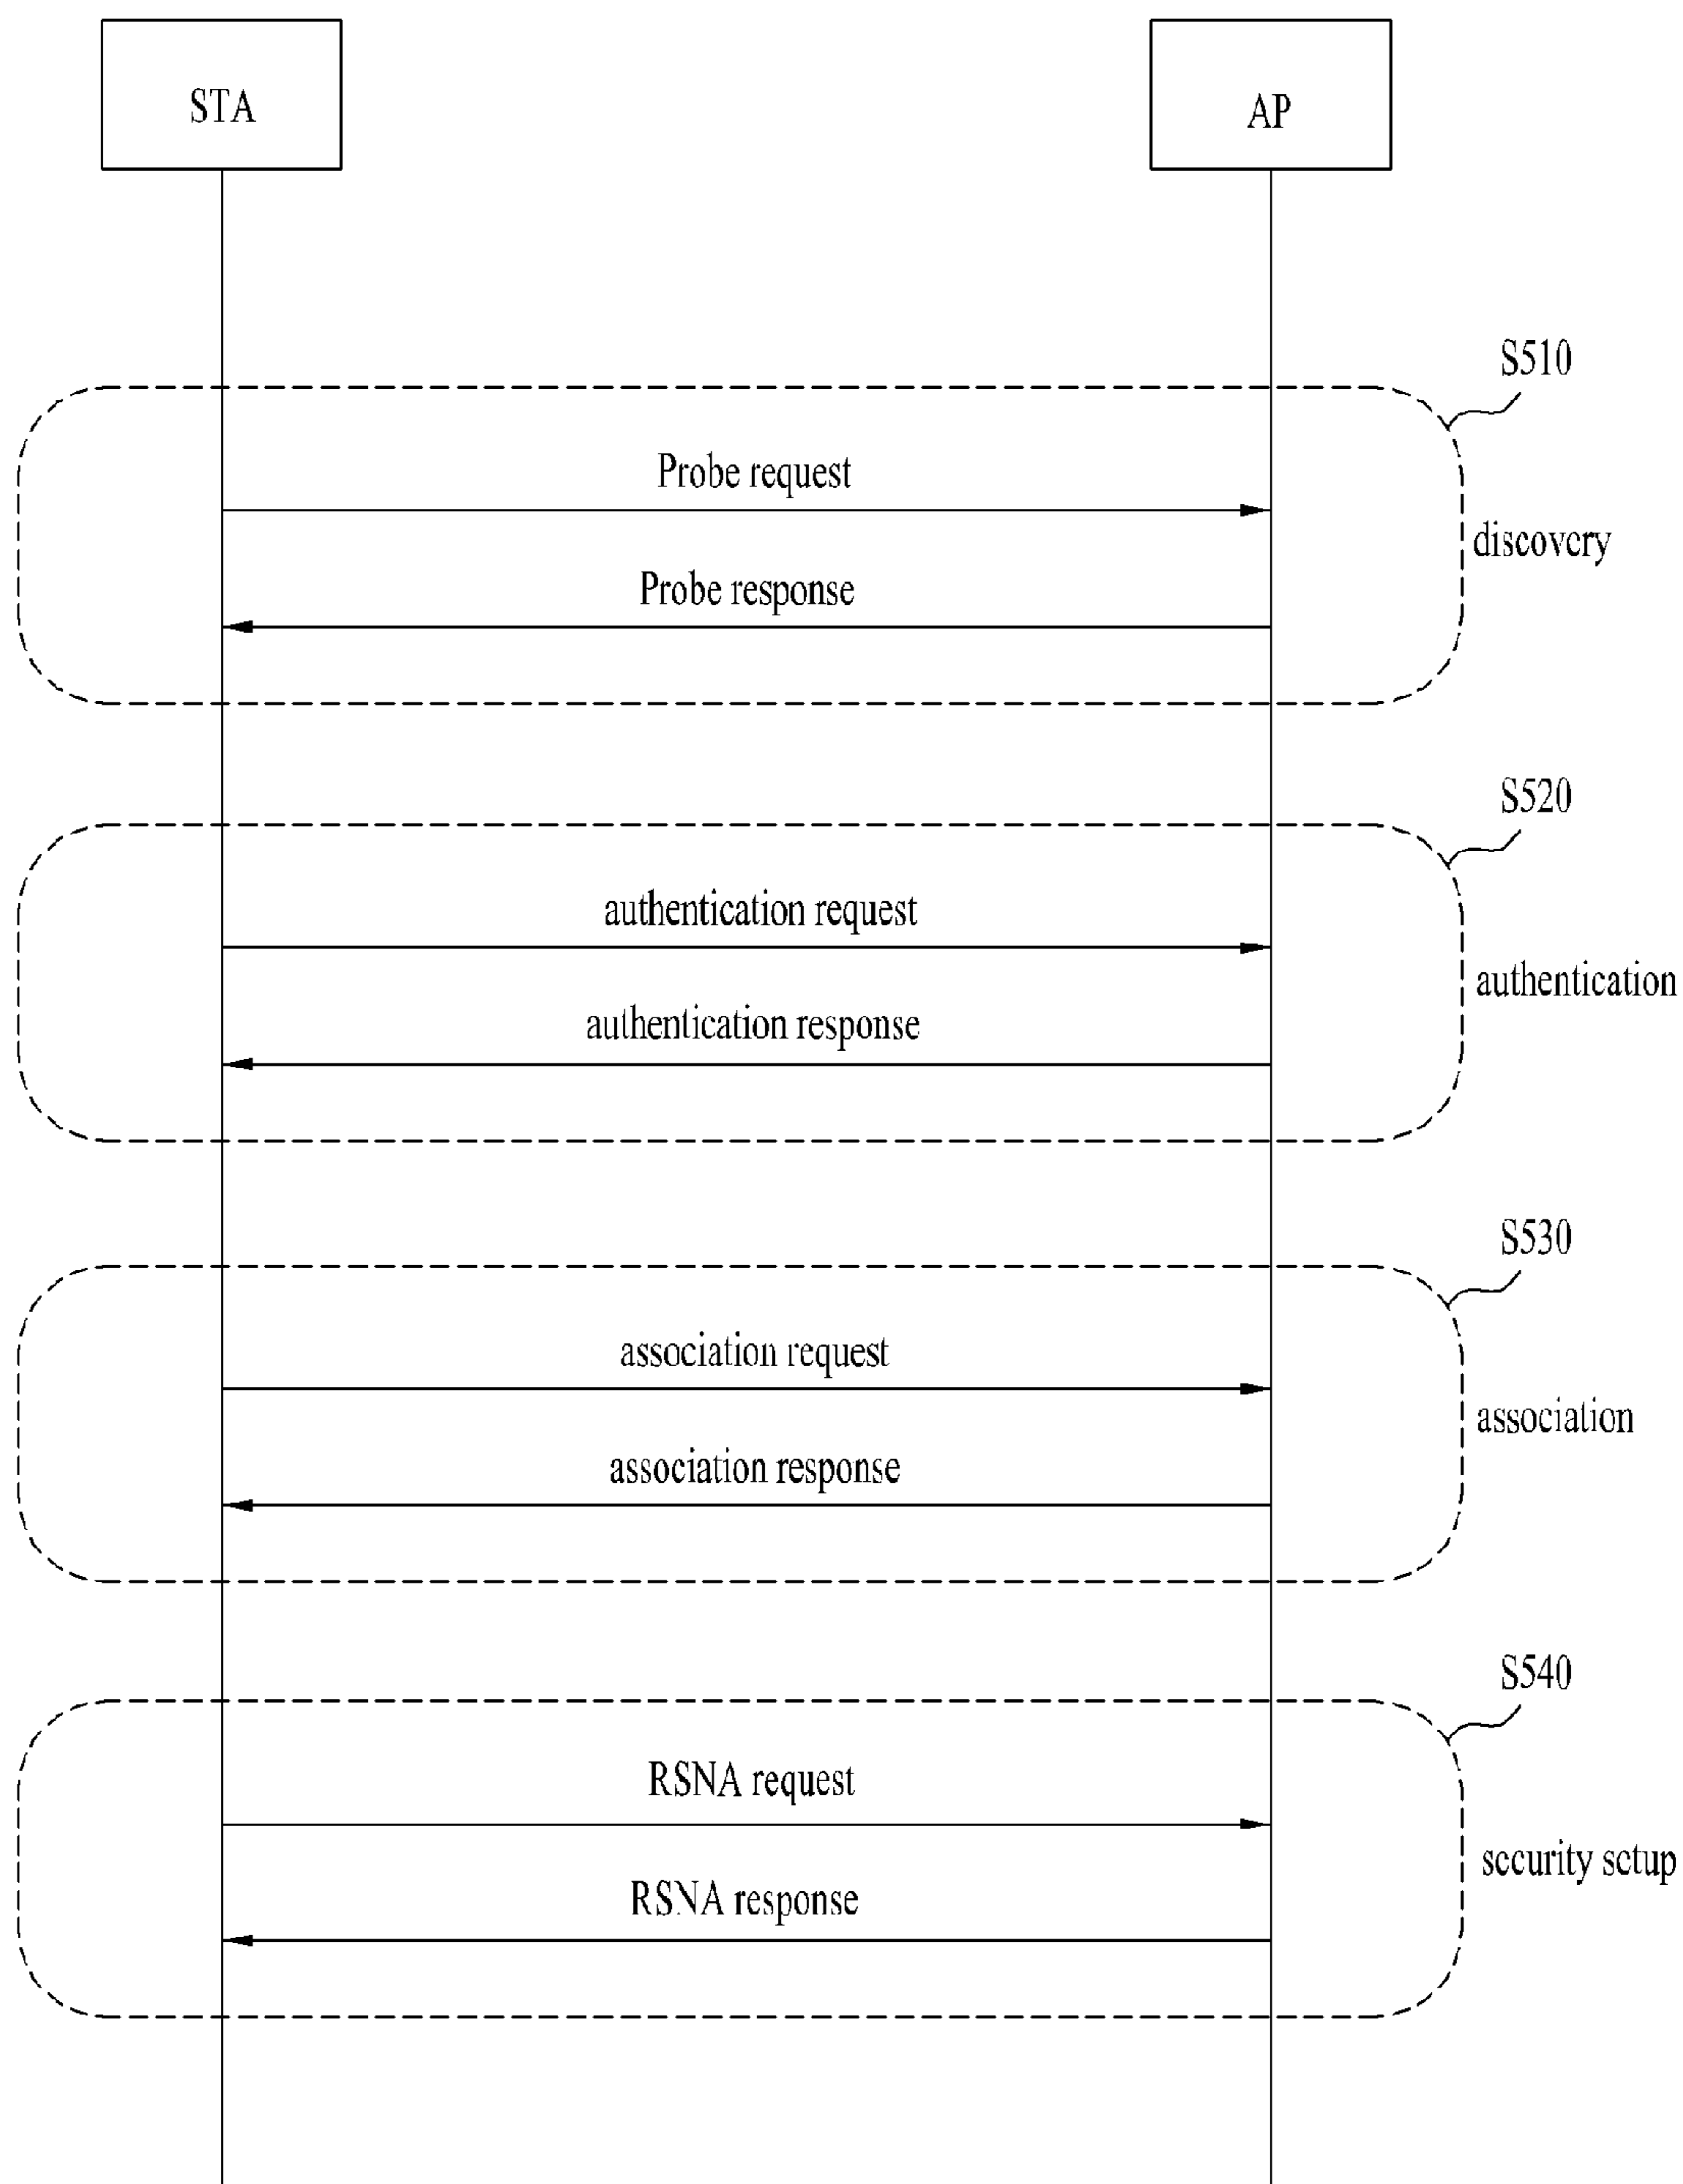 STA
AP
S510
Probe request
discovery
Probe response
S520
authentication request
authentication
authentication response
S530
association request
association
association response
S540
RSNA request
security setup
RSNA response